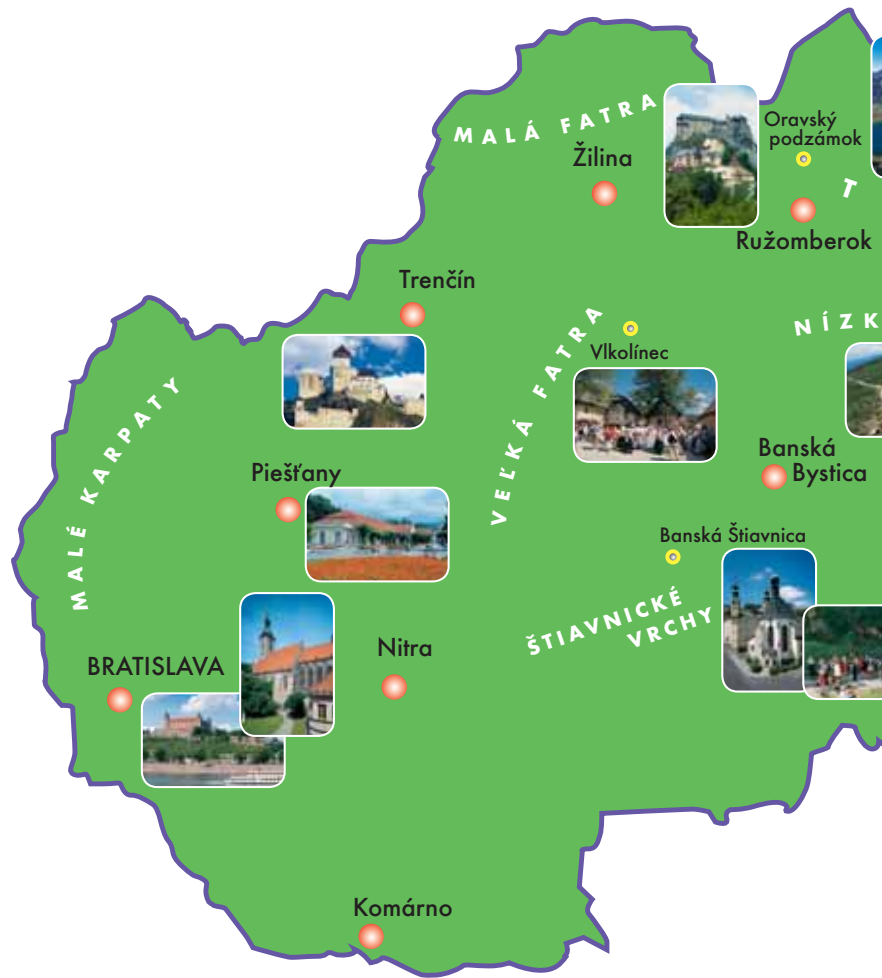 MALÁ FATRA
Oravský
podzámok
Žilina
T
Ružomberok
Trenčín
NÍZK
VEĽKÁ FATRA
Vlkolínec
MALÉ KARPATY
Banská
Bystica
Piešťany
Banská Štiavnica
ŠTIAVNICKÉ
VRCHY
Nitra
BRATISLAVA
Komárno